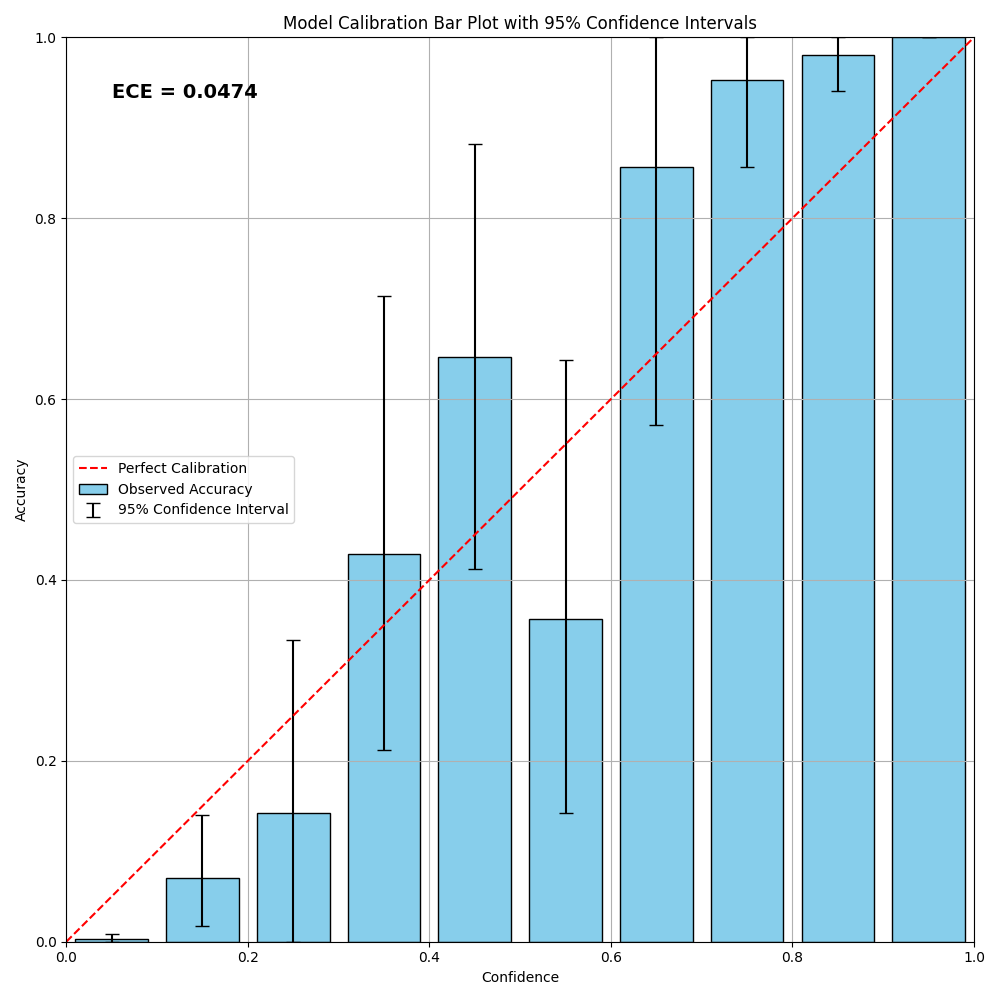 Model Calibration Bar Plot with 95% Confidence Intervals
ECE = 0.0474
1.0
0.8
0.6
0.4
0.2
0.0
Accuracy
Perfect Calibration
Observed Accuracy
95% Confidence Interval
0.0 0.2 0.4 0.6 0.8 1.0
Confidence